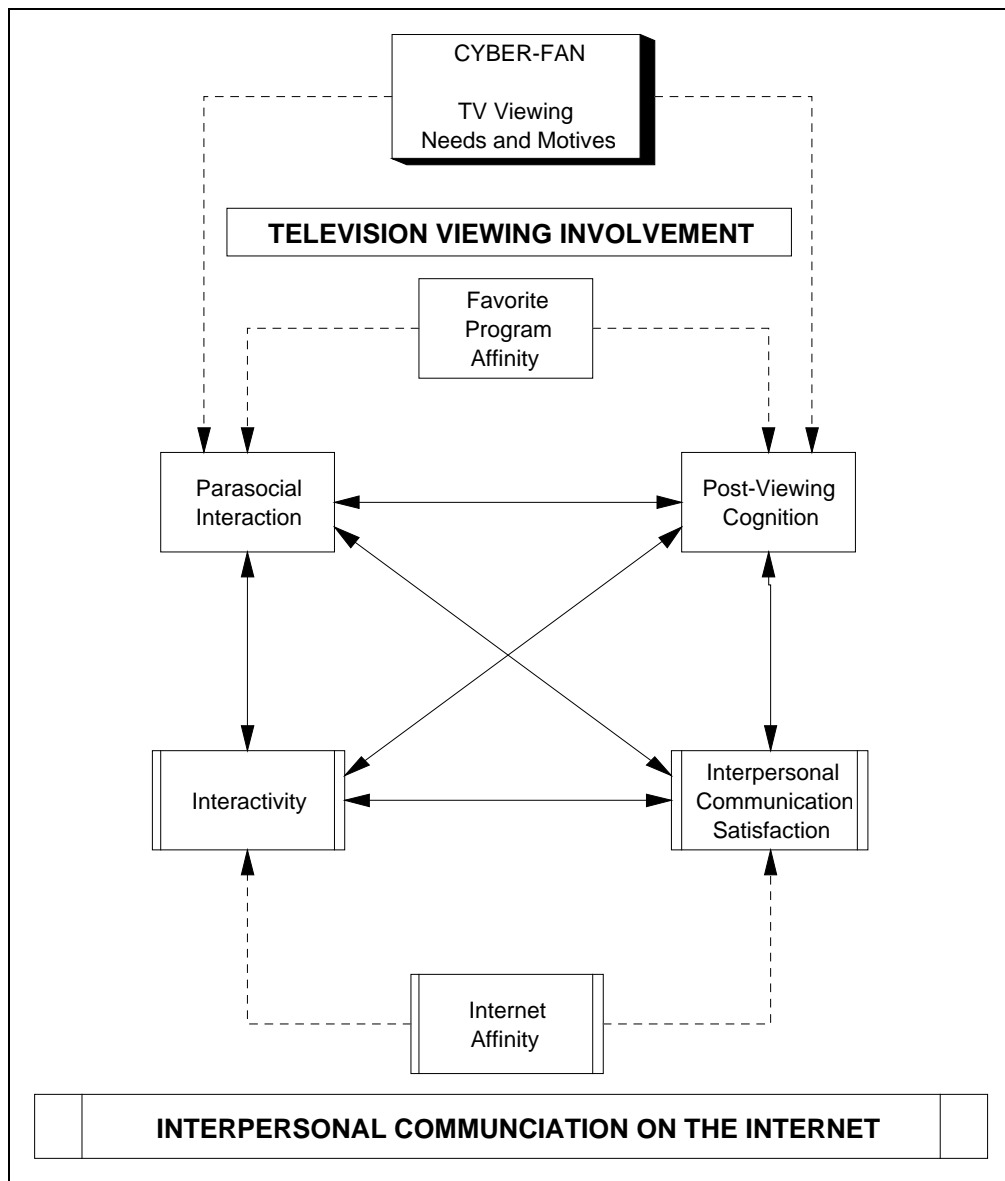 CYBER-FAN
TV Viewing
Needs and Motives
TELEVISION VIEWING INVOLVEMENT
Favorite
Program
Affinity
Parasocial
Interaction
Post-Viewing
Cognition
Interactivity
Interpersonal
Communication
Satisfaction
Internet
Affinity
INTERPERSONAL COMMUNCIATION ON THE INTERNET